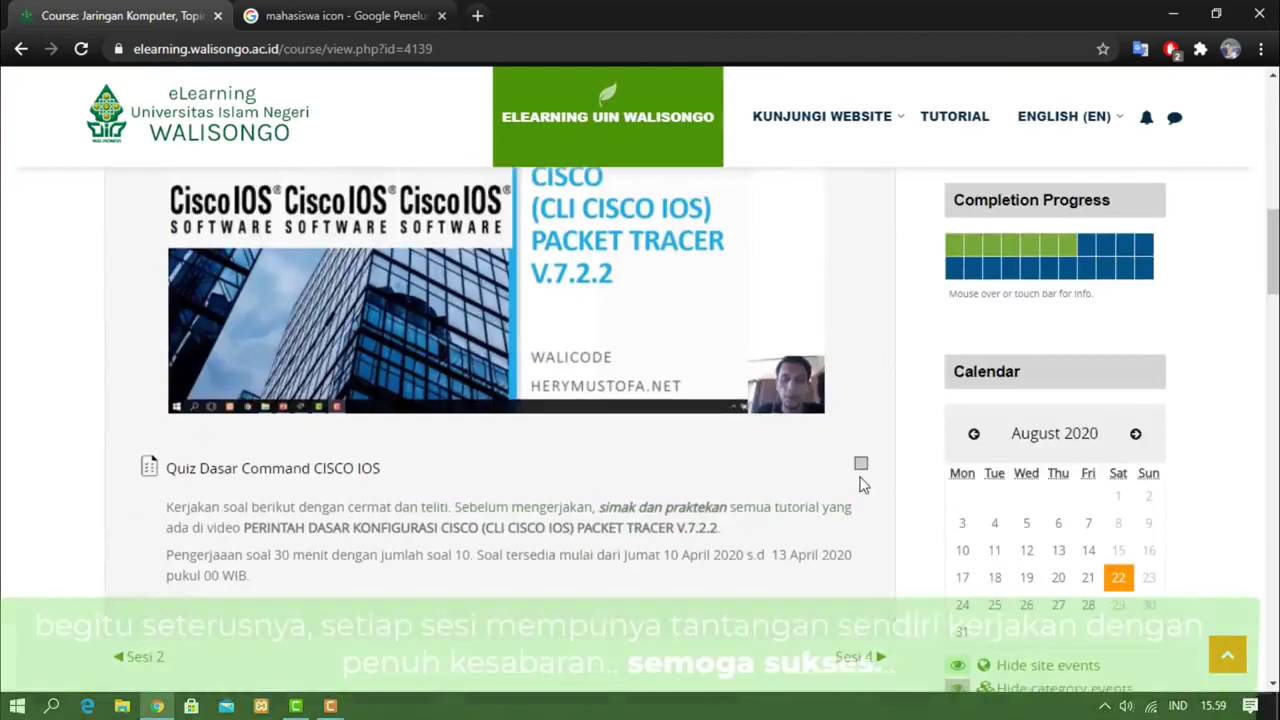 Course: Jaringan Komputer, Topi
mahasiswa icon - Google Penelu
elearning.walisongo.ac.id/course/view.php?id=4139
2
eLearning
Universitas Islam Negeri
WALISONGO
ELEARNING UIN WALISONGO
KUNJUNGI WEBSITE
TUTORIAL
ENGLISH (EN)
Cisco IOS® Cisco IOS® Cisco IOS®
SOFTWARE SOFTWARE SOFTWARE
CISCO
(CLI CISCO IOS)
PACKET TRACER
V.7.2.2
WALICODE
HERYMUSTOFA.NET
Quiz Dasar Command CISCO IOS
Kerjakan soal berikut dengan cermat dan teliti. Sebelum mengerjakan, simak dan praktekan semua tutorial yang
ada di video PERINTAH DASAR KONFIGURASI CISCO (CLI CISCO IOS) PACKET TRACER V.7.2.2.
Pengerjaaan soal 30 menit dengan jumlah soal 10. Soal tersedia mulai dari Jumat 10 April 2020 s.d 13 April 2020
pukul 00 WIB.
Completion Progress
Mouse over or touch bar for info.
Calendar
August 2020
Mon Tue Wed Thu Fri Sat Sun
1 2
3 4 5 6 7 8 9
10 11 12 13 14 15 16
17 18 19 20 21 22 23
24 25 26 27 28 29 30
31
begitu seterusnya, setiap sesi mempunya tantangan sendiri kerjakan dengan
penuh kesabaran.. semoga sukses...
◀ Sesi 2
Sesi 4 ▶
Hide site events
Hide category events
IND
15.59